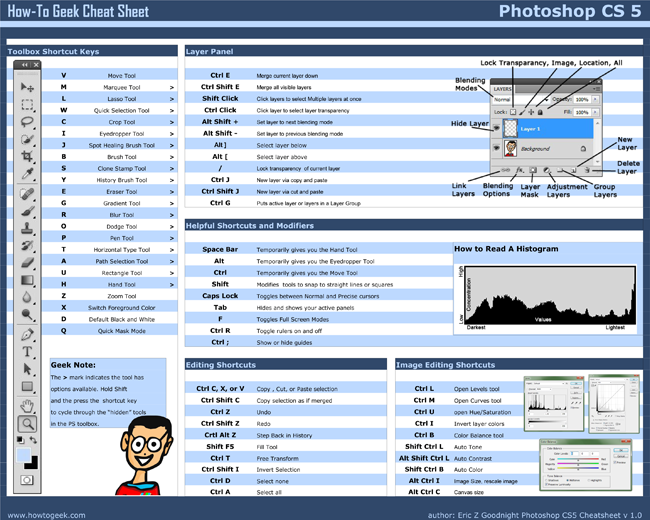 How-To Geek Cheat Sheet
Photoshop CS 5
Toolbox Shortcut Keys
V Move Tool
M Marquee Tool >
L Lasso Tool >
W Quick Selection Tool >
C Crop Tool >
I Eyedropper Tool >
J Spot Healing Brush Tool >
B Brush Tool >
S Clone Stamp Tool >
Y History Brush Tool >
E Eraser Tool >
G Gradient Tool >
R Blur Tool >
O Dodge Tool >
P Pen Tool >
T Horizontal Type Tool >
A Path Selection Tool >
U Rectangle Tool >
H Hand Tool >
Z Zoom Tool
X Switch Foreground Color
D Default Black and White
Q Quick Mask Mode
Geek Note:
The > mark indicates the tool has
options available. Hold Shift
and the press the shortcut key
to cycle through the "hidden" tools
in the PS toolbox.
Layer Panel
Ctrl E Merge current layer down
Ctrl Shift E Merge all visible layers
Shift Click Click layers to select Multiple layers at once
Ctrl Click Click layer to select layer transparency
Alt Shift + Set layer to next blending mode
Alt Shift - Set layer to previous blending mode
Alt ] Select layer below
Alt [ Select layer above
/ Lock transparency of current layer
Ctrl J New layer via copy and paste
Ctrl Shift J New layer via cut and paste
Ctrl G Puts active layer or layers in a Layer Group
Lock Transparency, Image, Location, All
Blending
Modes
LAYERS
Normal
Opacity: 100%
Lock:
Fill: 100%
Hide Layer
Layer 1
Background
New
Layer
Delete
Layer
Link
Layers
Blending
Options
Layer
Mask
Adjustment
Layers
Group
Layers
Helpful Shortcuts and Modifiers
Space Bar Temporarily gives you the Hand Tool
Alt Temporarily gives you the Eyedropper Tool
Ctrl Temporarily gives you the Move Tool
Shift Modifies tools to snap to straight lines or squares
Caps Lock Toggles between Normal and Precise cursors
Tab Hides and shows your active panels
F Toggles Full Screen Modes
Ctrl R Toggle rulers on and off
Ctrl ; Show or hide guides
How to Read A Histogram
High
Concentration
Low
Values
Darkest
Lightest
Editing Shortcuts
Ctrl C, X, or V Copy , Cut, or Paste selection
Ctrl Shift C Copy selection as if merged
Ctrl Z Undo
Ctrl Shift Z Redo
Crtl Alt Z Step Back in History
Shift F5 Fill Tool
Ctrl T Free Transform
Ctrl Shift I Invert Selection
Ctrl D Select none
Ctrl A Select all
Image Editing Shortcuts
Ctrl L Open Levels tool
Ctrl M Open Curves tool
Ctrl U open Hue/Saturation
Ctrl I Invert layer colors
Ctrl B Color Balance tool
Shift Ctrl L Auto Tone
Alt Shift Ctrl L Auto Contrast
Shift Ctrl B Auto Color
Alt Ctrl I Image Size, rescale image
Alt Ctrl C Canvas size
www.howtogeek.com
author: Eric Z Goodnight Photoshop CS5 Cheatsheet v 1.0